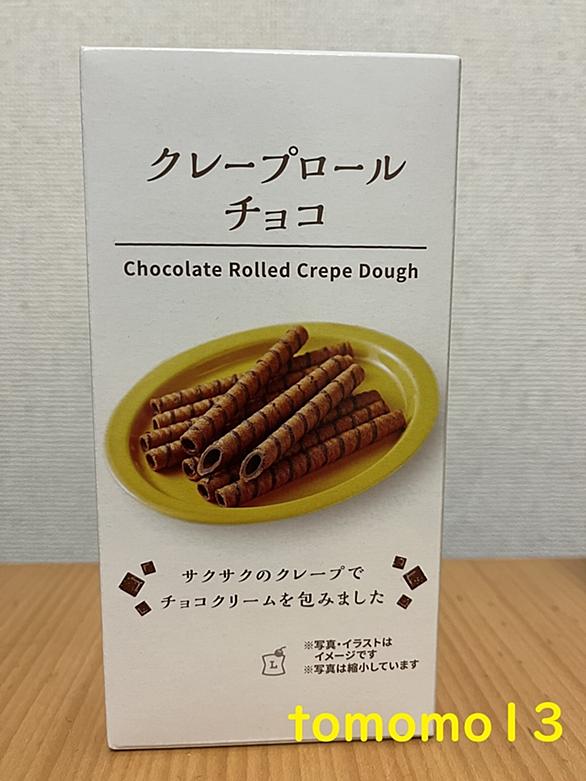 クレープロール
チョコ
Chocolate Rolled Crepe Dough
サクサクのクレープで
チョコクリームを包みました
L
※写真・イラストは
イメージです
※写真は縮小しています
tomomo13